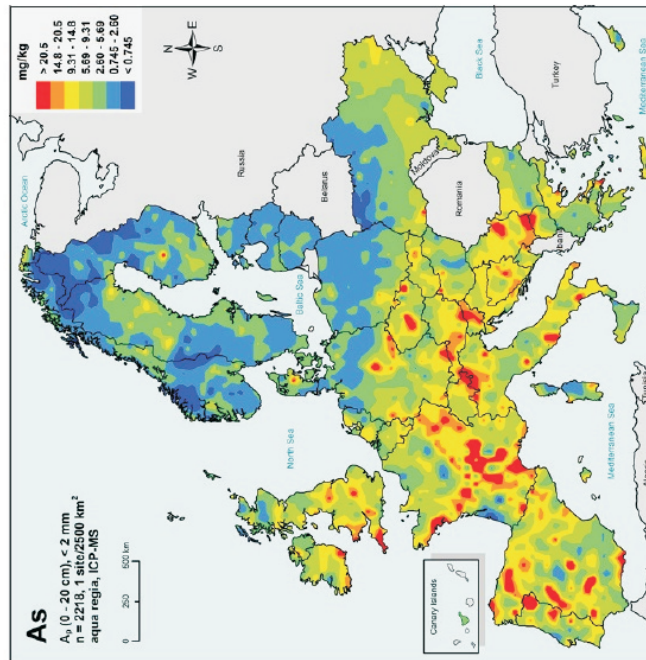 As
Aₚ (0 - 20 cm), < 2 mm
n = 2218, 1 site/2500 km²
aqua regia, ICP-MS
0 250 500 km
mg/kg
> 20.5
14.8 - 20.5
9.31 - 14.8
5.69 - 9.31
2.60 - 5.69
0.745 - 2.60
< 0.745
N
W E
S
Arctic Ocean
Russia
North Sea
Baltic Sea
Belarus
Moldova
Romania
Black Sea
Turkey
Canary Islands
Mediterranean Sea
Mediterranean Sea